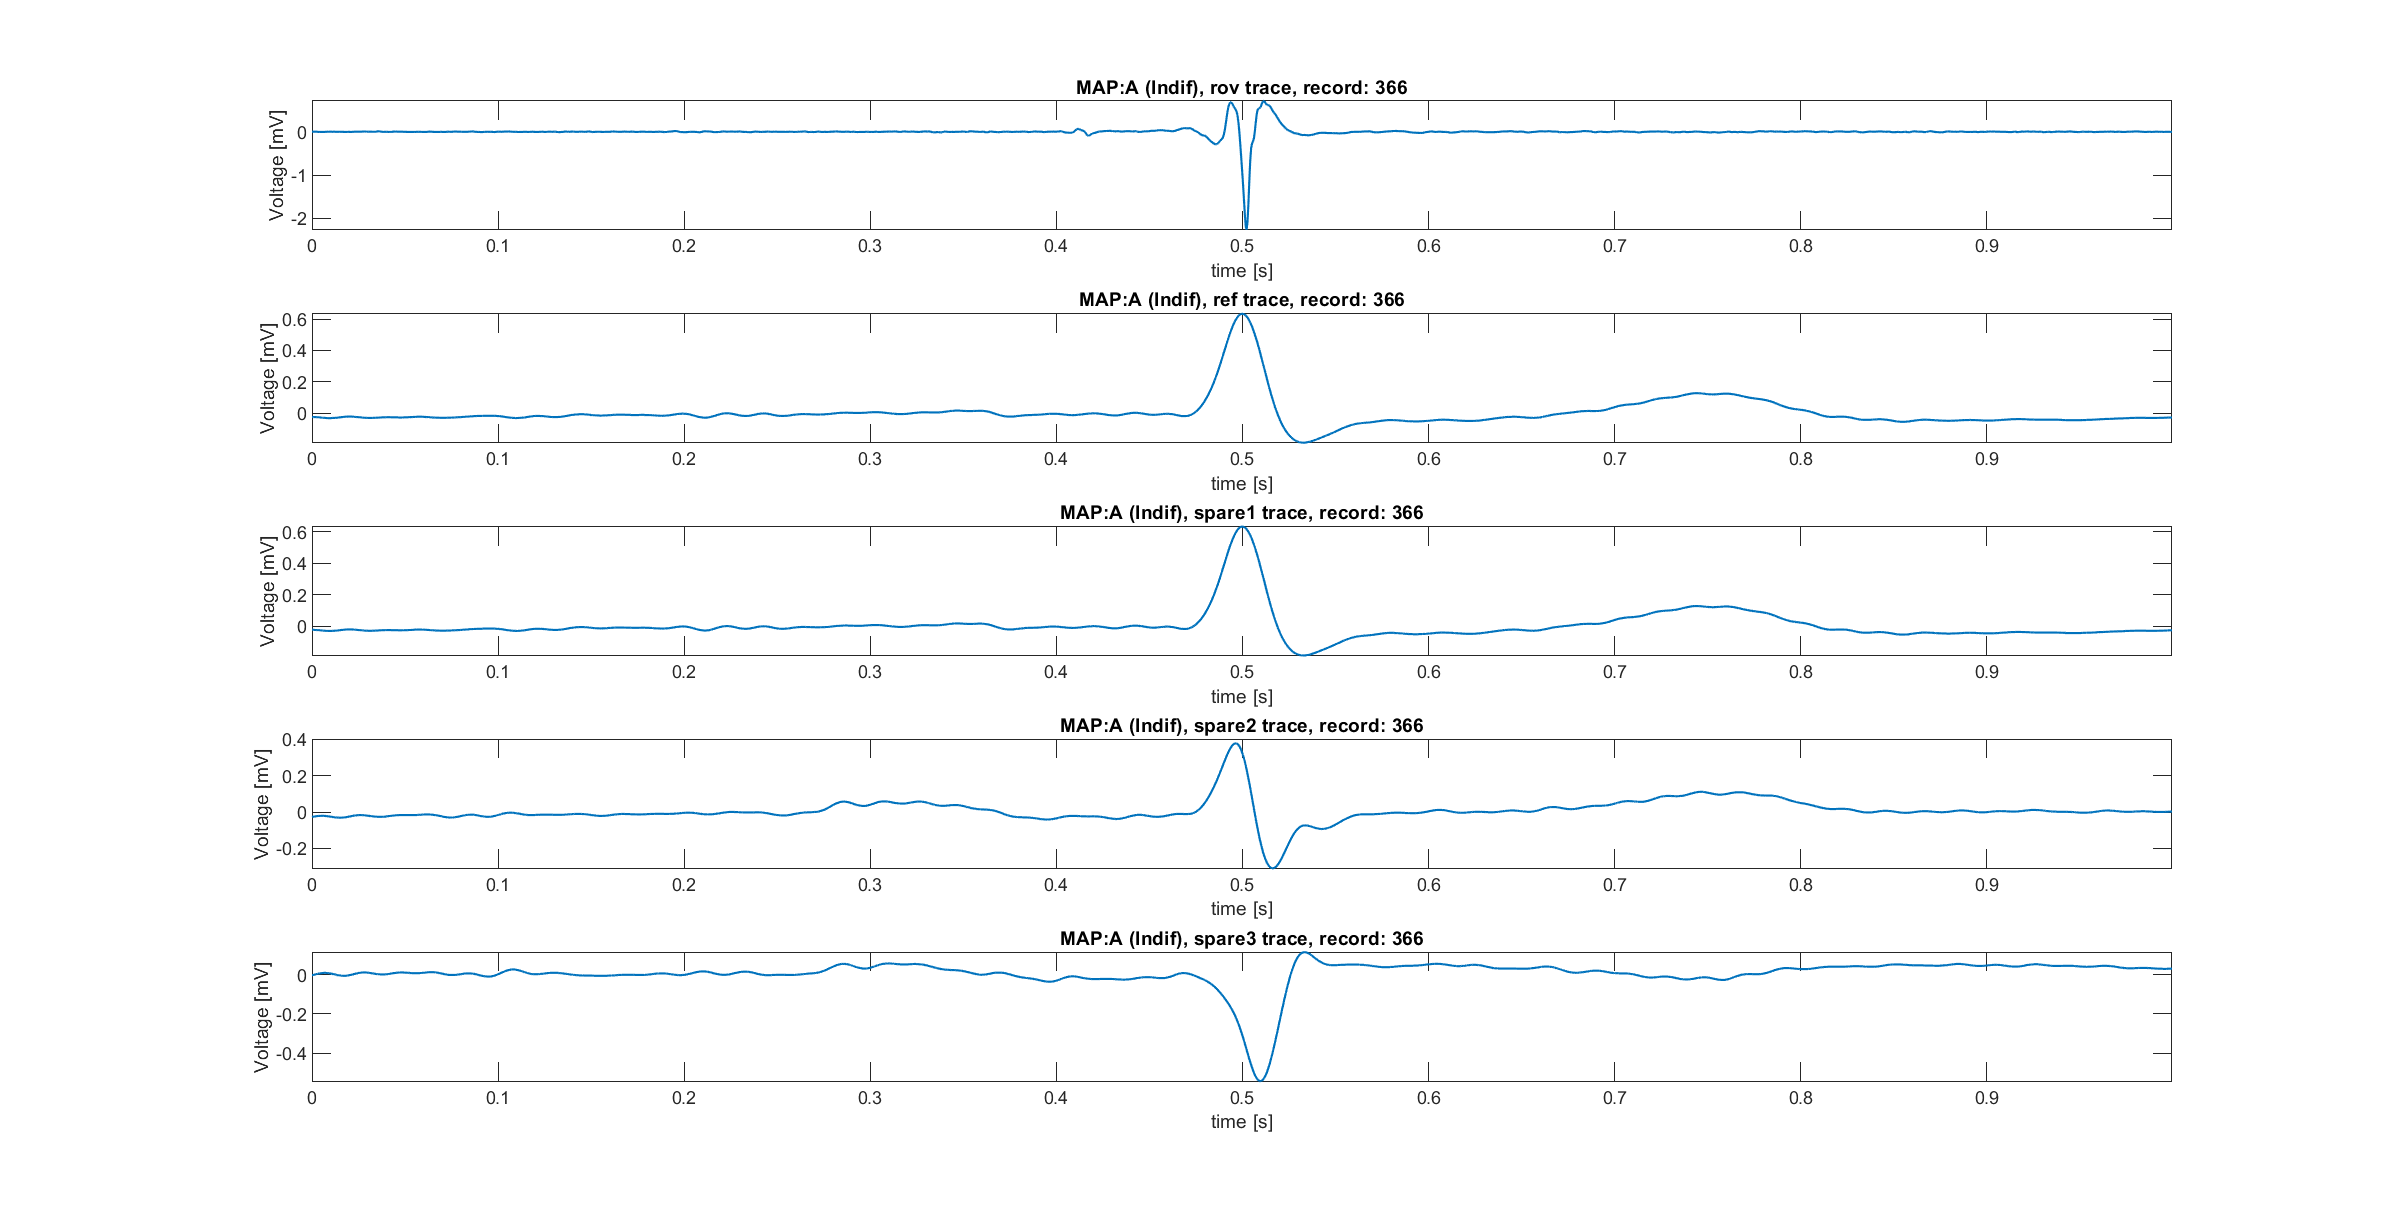 MAP:A (Indif), rov trace, record: 366
Voltage [mV]
0
-1
-2
0 0.1 0.2 0.3 0.4 0.5 0.6 0.7 0.8 0.9
time [s]
MAP:A (Indif), ref trace, record: 366
Voltage [mV]
0.6
0.4
0.2
0
0 0.1 0.2 0.3 0.4 0.5 0.6 0.7 0.8 0.9
time [s]
MAP:A (Indif), spare1 trace, record: 366
Voltage [mV]
0.6
0.4
0.2
0
0 0.1 0.2 0.3 0.4 0.5 0.6 0.7 0.8 0.9
time [s]
MAP:A (Indif), spare2 trace, record: 366
Voltage [mV]
0.4
0.2
0
-0.2
0 0.1 0.2 0.3 0.4 0.5 0.6 0.7 0.8 0.9
time [s]
MAP:A (Indif), spare3 trace, record: 366
Voltage [mV]
0
-0.2
-0.4
0 0.1 0.2 0.3 0.4 0.5 0.6 0.7 0.8 0.9
time [s]